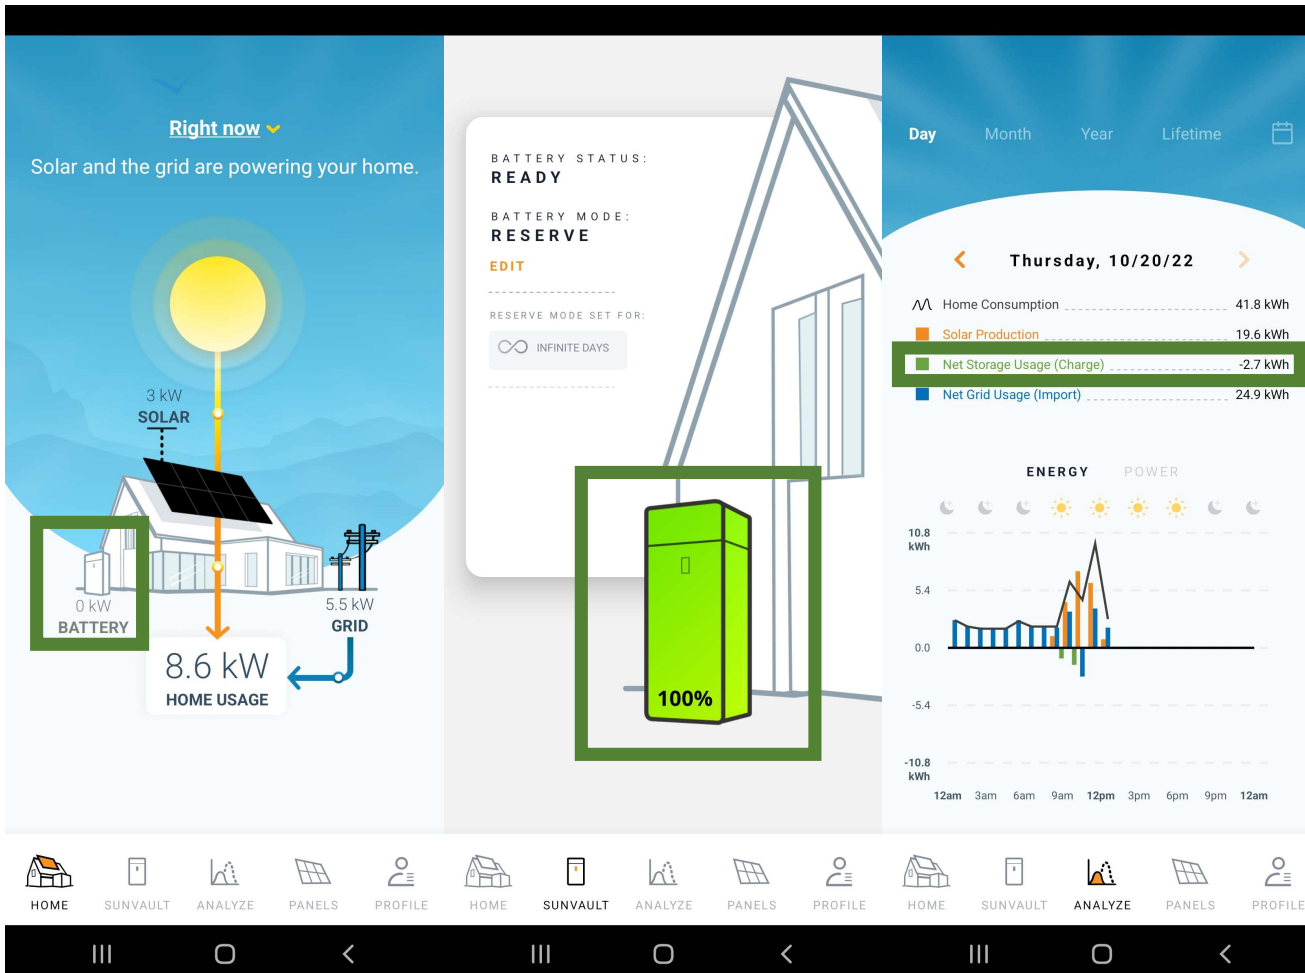 Right now
Solar and the grid are powering your home.
3 kW
SOLAR
0 kW
BATTERY
5.5 kW
GRID
8.6 kW
HOME USAGE
HOME SUNVAULT ANALYZE PANELS PROFILE
BATTERY STATUS:
READY
BATTERY MODE:
RESERVE
EDIT
RESERVE MODE SET FOR:
INFINITE DAYS
100%
HOME SUNVAULT ANALYZE PANELS PROFILE
Day Month Year Lifetime
Thursday, 10/20/22
Home Consumption 41.8 kWh
Solar Production 19.6 kWh
Net Storage Usage (Charge) -2.7 kWh
Net Grid Usage (Import) 24.9 kWh
ENERGY POWER
10.8
kWh
5.4
0.0
-5.4
-10.8
kWh
12am 3am 6am 9am 12pm 3pm 6pm 9pm 12am
HOME SUNVAULT ANALYZE PANELS PROFILE